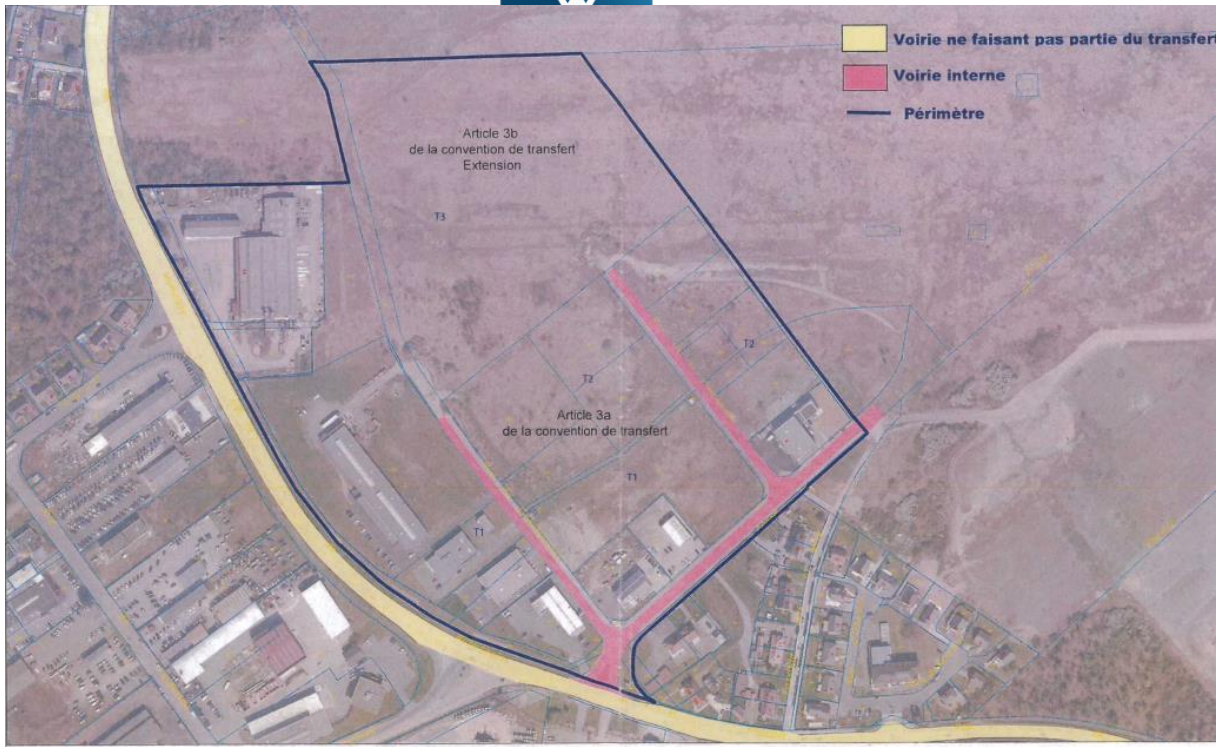 Voirie ne faisant pas partie du transfert
Voirie interne
Périmètre
Article 3b
de la convention de transfert
Extension
T3
T2
T2
Article 3a
de la convention de transfert
T1
T1